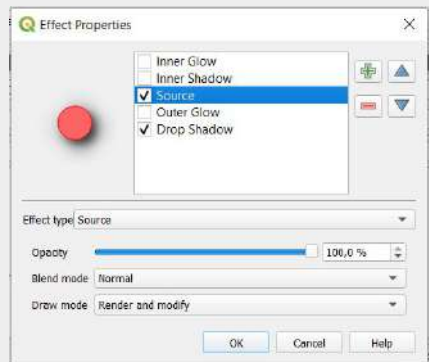 Effect Properties
Inner Glow
Inner Shadow
Source
Outer Glow
Drop Shadow
Effect type Source
Opacity 100,0 %
Blend mode Normal
Draw mode Render and modify
OK Cancel Help